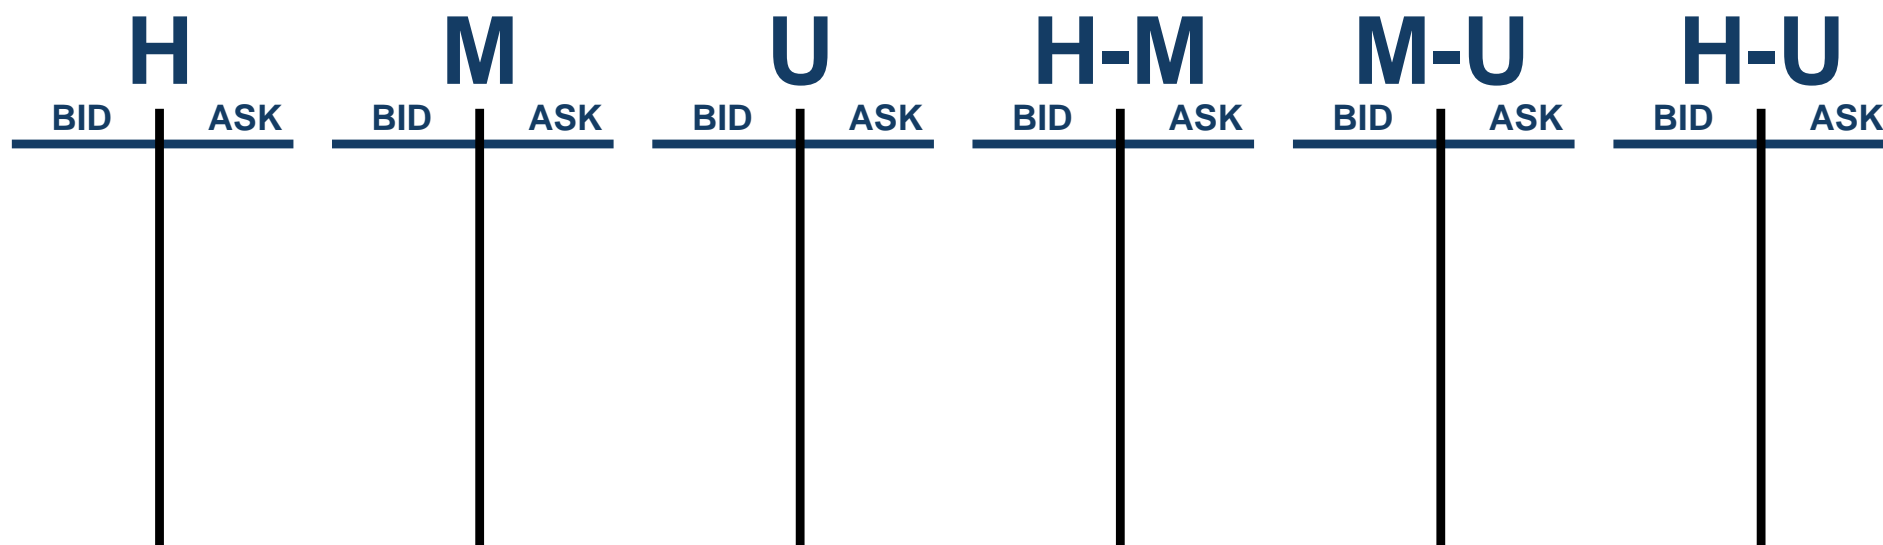 H M U H-M M-U H-U
BID ASK BID ASK BID ASK BID ASK BID ASK BID ASK